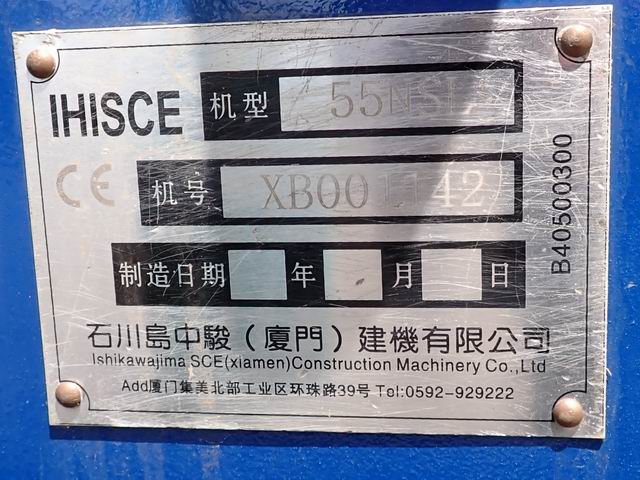 IHISCE 机型
CE 机号 XB001142
制造日期 年 月 日
石川島中駿（廈門）建機有限公司
Ishikawajima SCE(xiamen)Construction Machinery Co.,Ltd
Add厦门集美北部工业区环珠路39号 Tel:0592-929222
B40500300